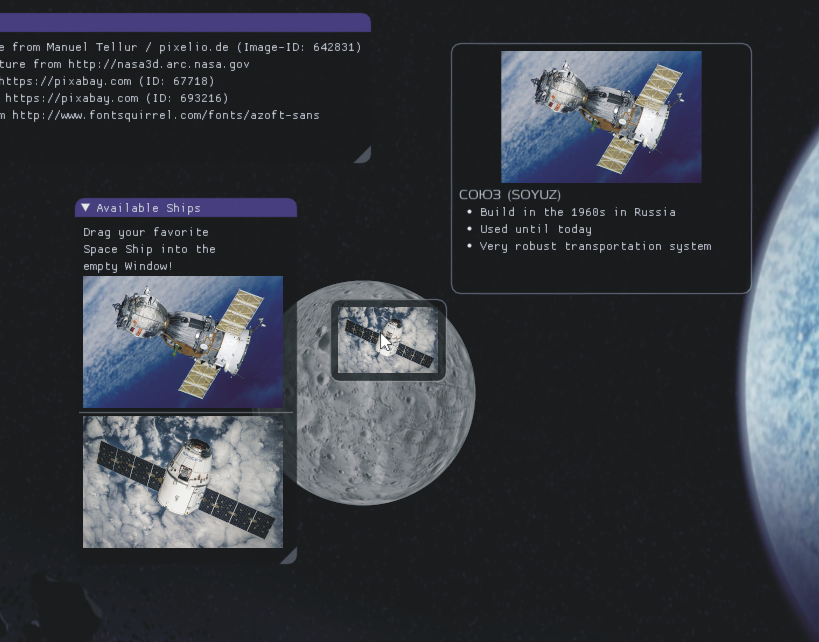 e from Manuel Tellur / pixelio.de (Image-ID: 642831)
ture from http://nasa3d.arc.nasa.gov
https://pixabay.com (ID: 67718)
https://pixabay.com (ID: 693216)
m http://www.fontsquirrel.com/fonts/azoft-sans
СОЮЗ (SOYUZ)
• Build in the 1960s in Russia
• Used until today
• Very robust transportation system
▼ Available Ships
Drag your favorite
Space Ship into the
empty Window!